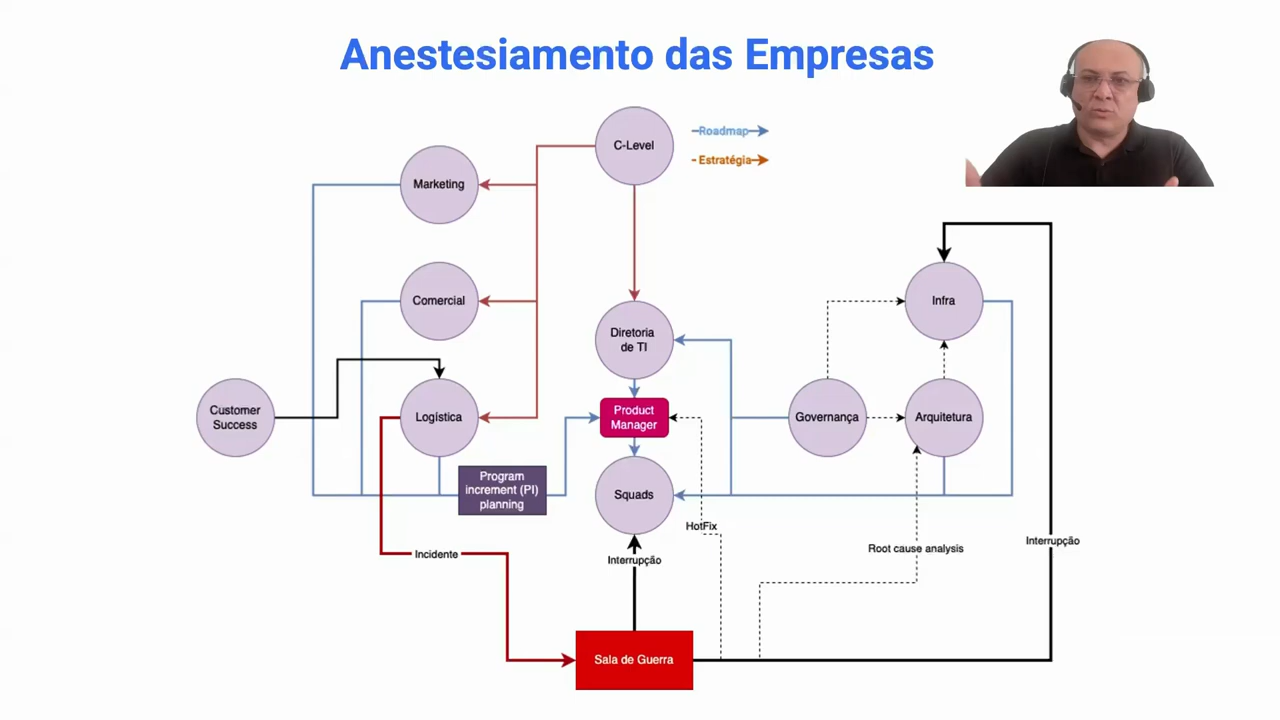 Anestesiamento das Empresas
C-Level
Roadmap
Estratégia
Marketing
Comercial
Infra
Diretoria
de TI
Customer
Success
Logística
Product
Manager
Governança
Arquitetura
Program
increment (PI)
planning
Squads
HotFix
Incidente
Interrupção
Root cause analysis
Interrupção
Sala de Guerra